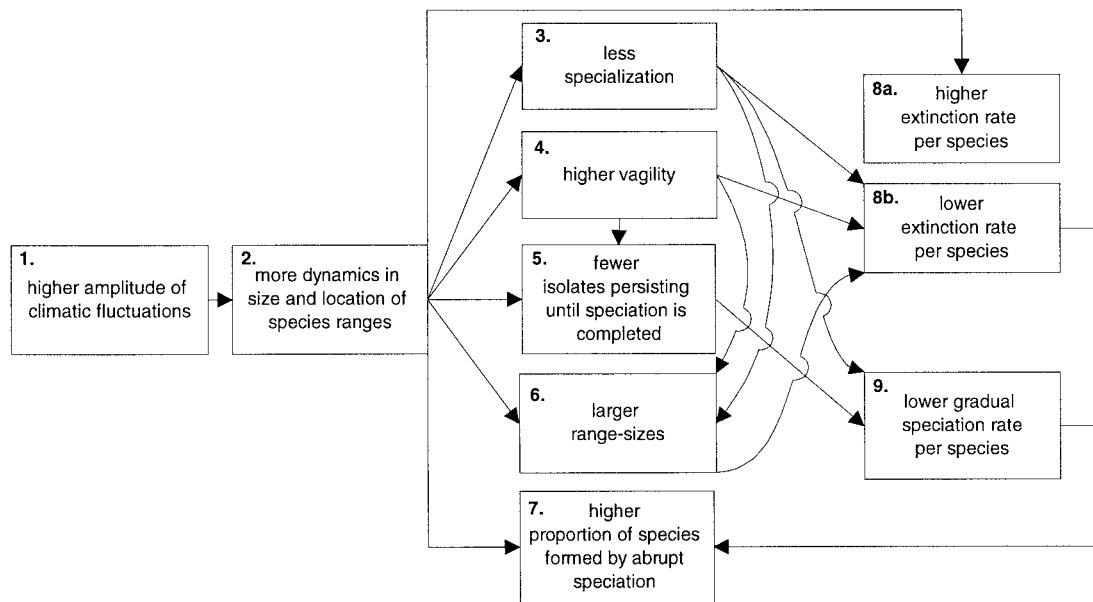 1.
higher amplitude of
climatic fluctuations
2.
more dynamics in
size and location of
species ranges
3.
less
specialization
4.
higher vagility
5.
fewer
isolates persisting
until speciation is
completed
6.
larger
range-sizes
7.
higher
proportion of species
formed by abrupt
speciation
8a.
higher
extinction rate
per species
8b.
lower
extinction rate
per species
9.
lower gradual
speciation rate
per species